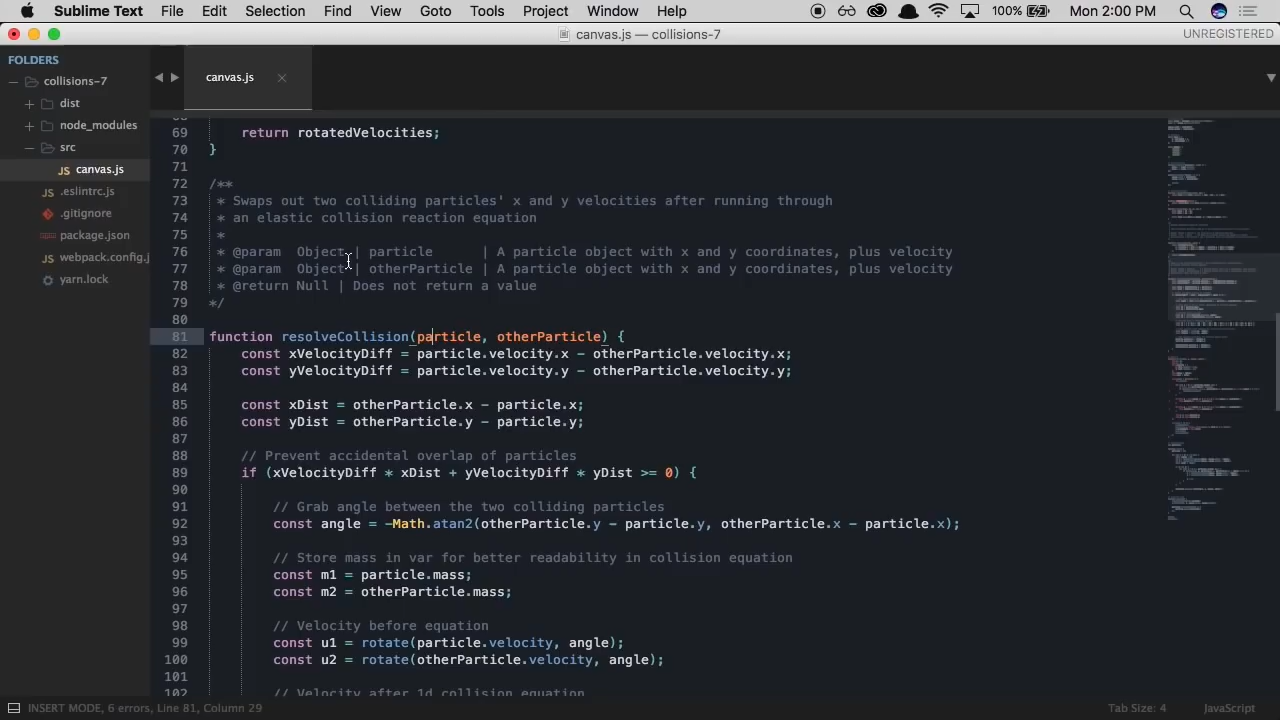 Sublime Text File Edit Selection Find View Goto Tools Project Window Help 100% Mon 2:00 PM
canvas.js — collisions-7 UNREGISTERED
FOLDERS
collisions-7
dist
node_modules
src
JS canvas.js
JS .eslintrc.js
.gitignore
package.json
webpack.config.j
yarn.lock
canvas.js
69 return rotatedVelocities;
70 }
71
72 /**
73 * Swaps out two colliding particles' x and y velocities after running through
74 * an elastic collision reaction equation
75 *
76 * @param Object | particle | A particle object with x and y coordinates, plus velocity
77 * @param Object | otherParticle | A particle object with x and y coordinates, plus velocity
78 * @return Null | Does not return a value
79 */
80
81 function resolveCollision(particle, otherParticle) {
82 const xVelocityDiff = particle.velocity.x - otherParticle.velocity.x;
83 const yVelocityDiff = particle.velocity.y - otherParticle.velocity.y;
84
85 const xDist = otherParticle.x - particle.x;
86 const yDist = otherParticle.y - particle.y;
87
88 // Prevent accidental overlap of particles
89 if (xVelocityDiff * xDist + yVelocityDiff * yDist >= 0) {
90
91 // Grab angle between the two colliding particles
92 const angle = -Math.atan2(otherParticle.y - particle.y, otherParticle.x - particle.x);
93
94 // Store mass in var for better readability in collision equation
95 const m1 = particle.mass;
96 const m2 = otherParticle.mass;
97
98 // Velocity before equation
99 const u1 = rotate(particle.velocity, angle);
100 const u2 = rotate(otherParticle.velocity, angle);
101
102 // Velocity after 1d collision equation
INSERT MODE, 6 errors, Line 81, Column 29 Tab Size: 4 JavaScript